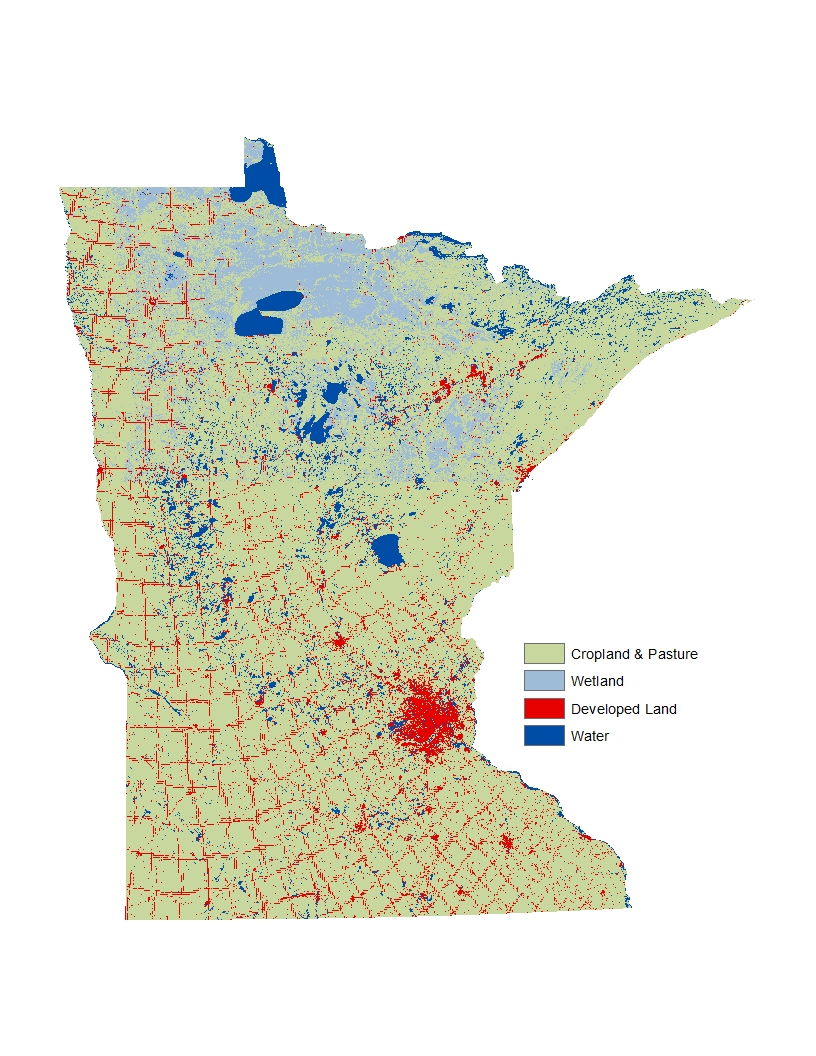 Cropland & Pasture
Wetland
Developed Land
Water